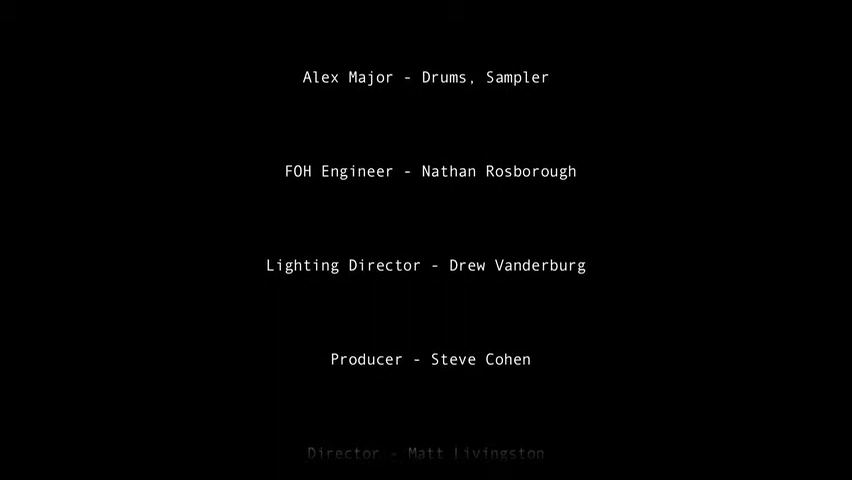 Alex Major - Drums, Sampler
FOH Engineer - Nathan Rosborough
Lighting Director - Drew Vanderburg
Producer - Steve Cohen
Director - Matt Livingston